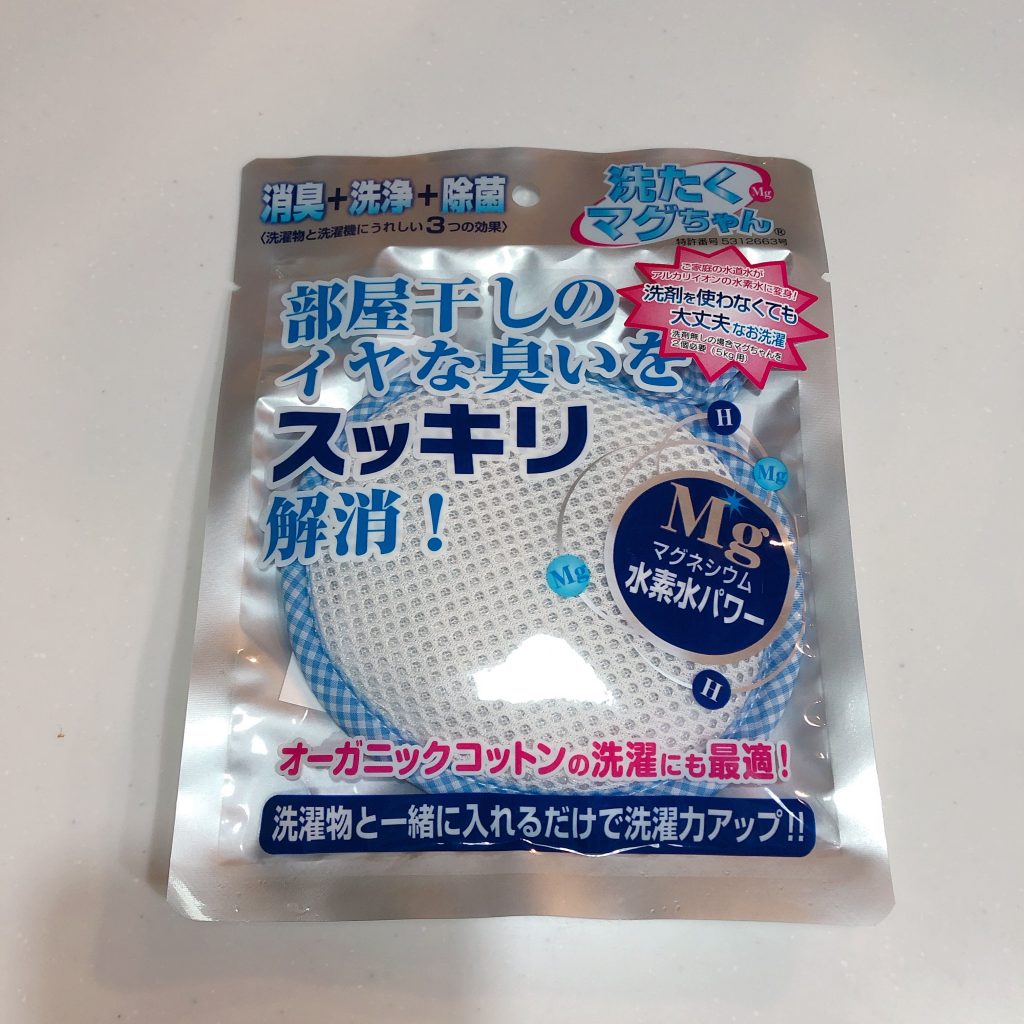 消臭+洗浄+除菌
〈洗濯物と洗濯機にうれしい3つの効果〉
洗たく
マグちゃん®
Mg
特許番号5312663号
ご家庭の水道水が
アルカリイオンの水素水に変身!
洗剤を使わなくても
大丈夫なお洗濯
洗剤無しの場合マグちゃんを
2個必要(5kg用)
部屋干しの
イヤな臭いを
スッキリ
解消!
H
Mg
Mg
マグネシウム
水素水パワー
Mg
H
オーガニックコットンの洗濯にも最適!
洗濯物と一緒に入れるだけで洗濯力アップ!!